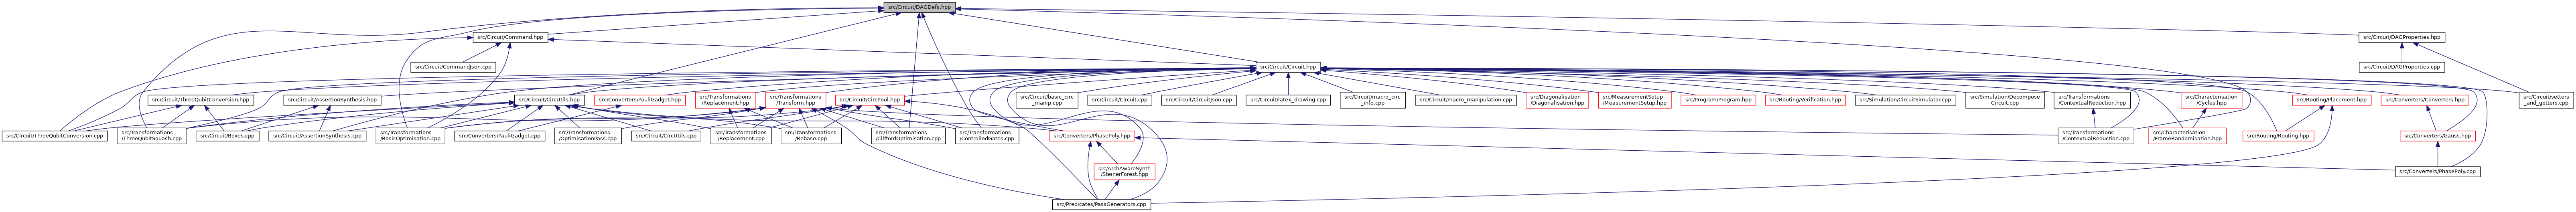 src/Circuit/DAGDefs.hpp
src/Circuit/Command.hpp
src/Circuit/DAGProperties.hpp
src/Circuit/CommandJson.cpp
src/Circuit/Circuit.hpp
src/Circuit/DAGProperties.cpp
src/Circuit/ThreeQubitConversion.hpp
src/Circuit/AssertionSynthesis.hpp
src/Circuit/CircUtils.hpp
src/Converters/PauliGadget.hpp
src/Transformations
/Replacement.hpp
src/Transformations
/Transform.hpp
src/Circuit/CircPool.hpp
src/Circuit/basic_circ
_manip.cpp
src/Circuit/Circuit.cpp
src/Circuit/CircuitJson.cpp
src/Circuit/latex_drawing.cpp
src/Circuit/macro_circ
_info.cpp
src/Circuit/macro_manipulation.cpp
src/Diagonalisation
/Diagonalisation.hpp
src/MeasurementSetup
/MeasurementSetup.hpp
src/Program/Program.hpp
src/Routing/Verification.hpp
src/Simulation/CircuitSimulator.cpp
src/Simulation/Decompose
Circuit.cpp
src/Transformations
/ContextualReduction.hpp
src/Characterisation
/Cycles.hpp
src/Routing/Placement.hpp
src/Converters/Converters.hpp
src/Circuit/setters
_and_getters.cpp
src/Circuit/ThreeQubitConversion.cpp
src/Transformations
/ThreeQubitSquash.cpp
src/Circuit/Boxes.cpp
src/Circuit/AssertionSynthesis.cpp
src/Transformations
/BasicOptimisation.cpp
src/Converters/PauliGadget.cpp
src/Transformations
/OptimisationPass.cpp
src/Circuit/CircUtils.cpp
src/Transformations
/Replacement.cpp
src/Transformations
/Rebase.cpp
src/Transformations
/CliffordOptimisation.cpp
src/Transformations
/ControlledGates.cpp
src/Converters/PhasePoly.hpp
src/Transformations
/ContextualReduction.cpp
src/Characterisation
/FrameRandomisation.hpp
src/Routing/Routing.hpp
src/Converters/Gauss.hpp
src/ArchAwareSynth
/SteinerForest.hpp
src/Converters/PhasePoly.cpp
src/Predicates/PassGenerators.cpp